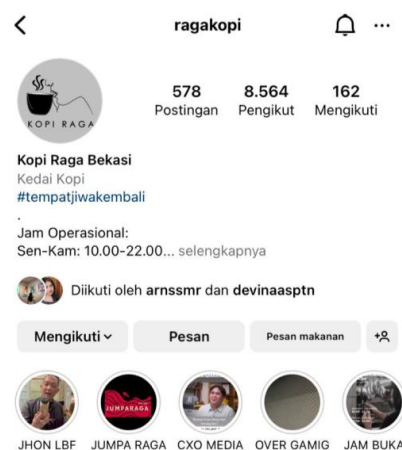 ragakopi
KOPI RAGA
578 8.564 162
Postingan Pengikut Mengikuti
Kopi Raga Bekasi
Kedai Kopi
#tempatjiwakembali
.
Jam Operasional:
Sen-Kam: 10.00-22.00... selengkapnya
Diikuti oleh arnssmr dan devinaasptn
Mengikuti Pesan Pesan makanan
JUMPARAGA
JHON LBF JUMPA RAGA CXO MEDIA OVER GAMIG JAM BUKA